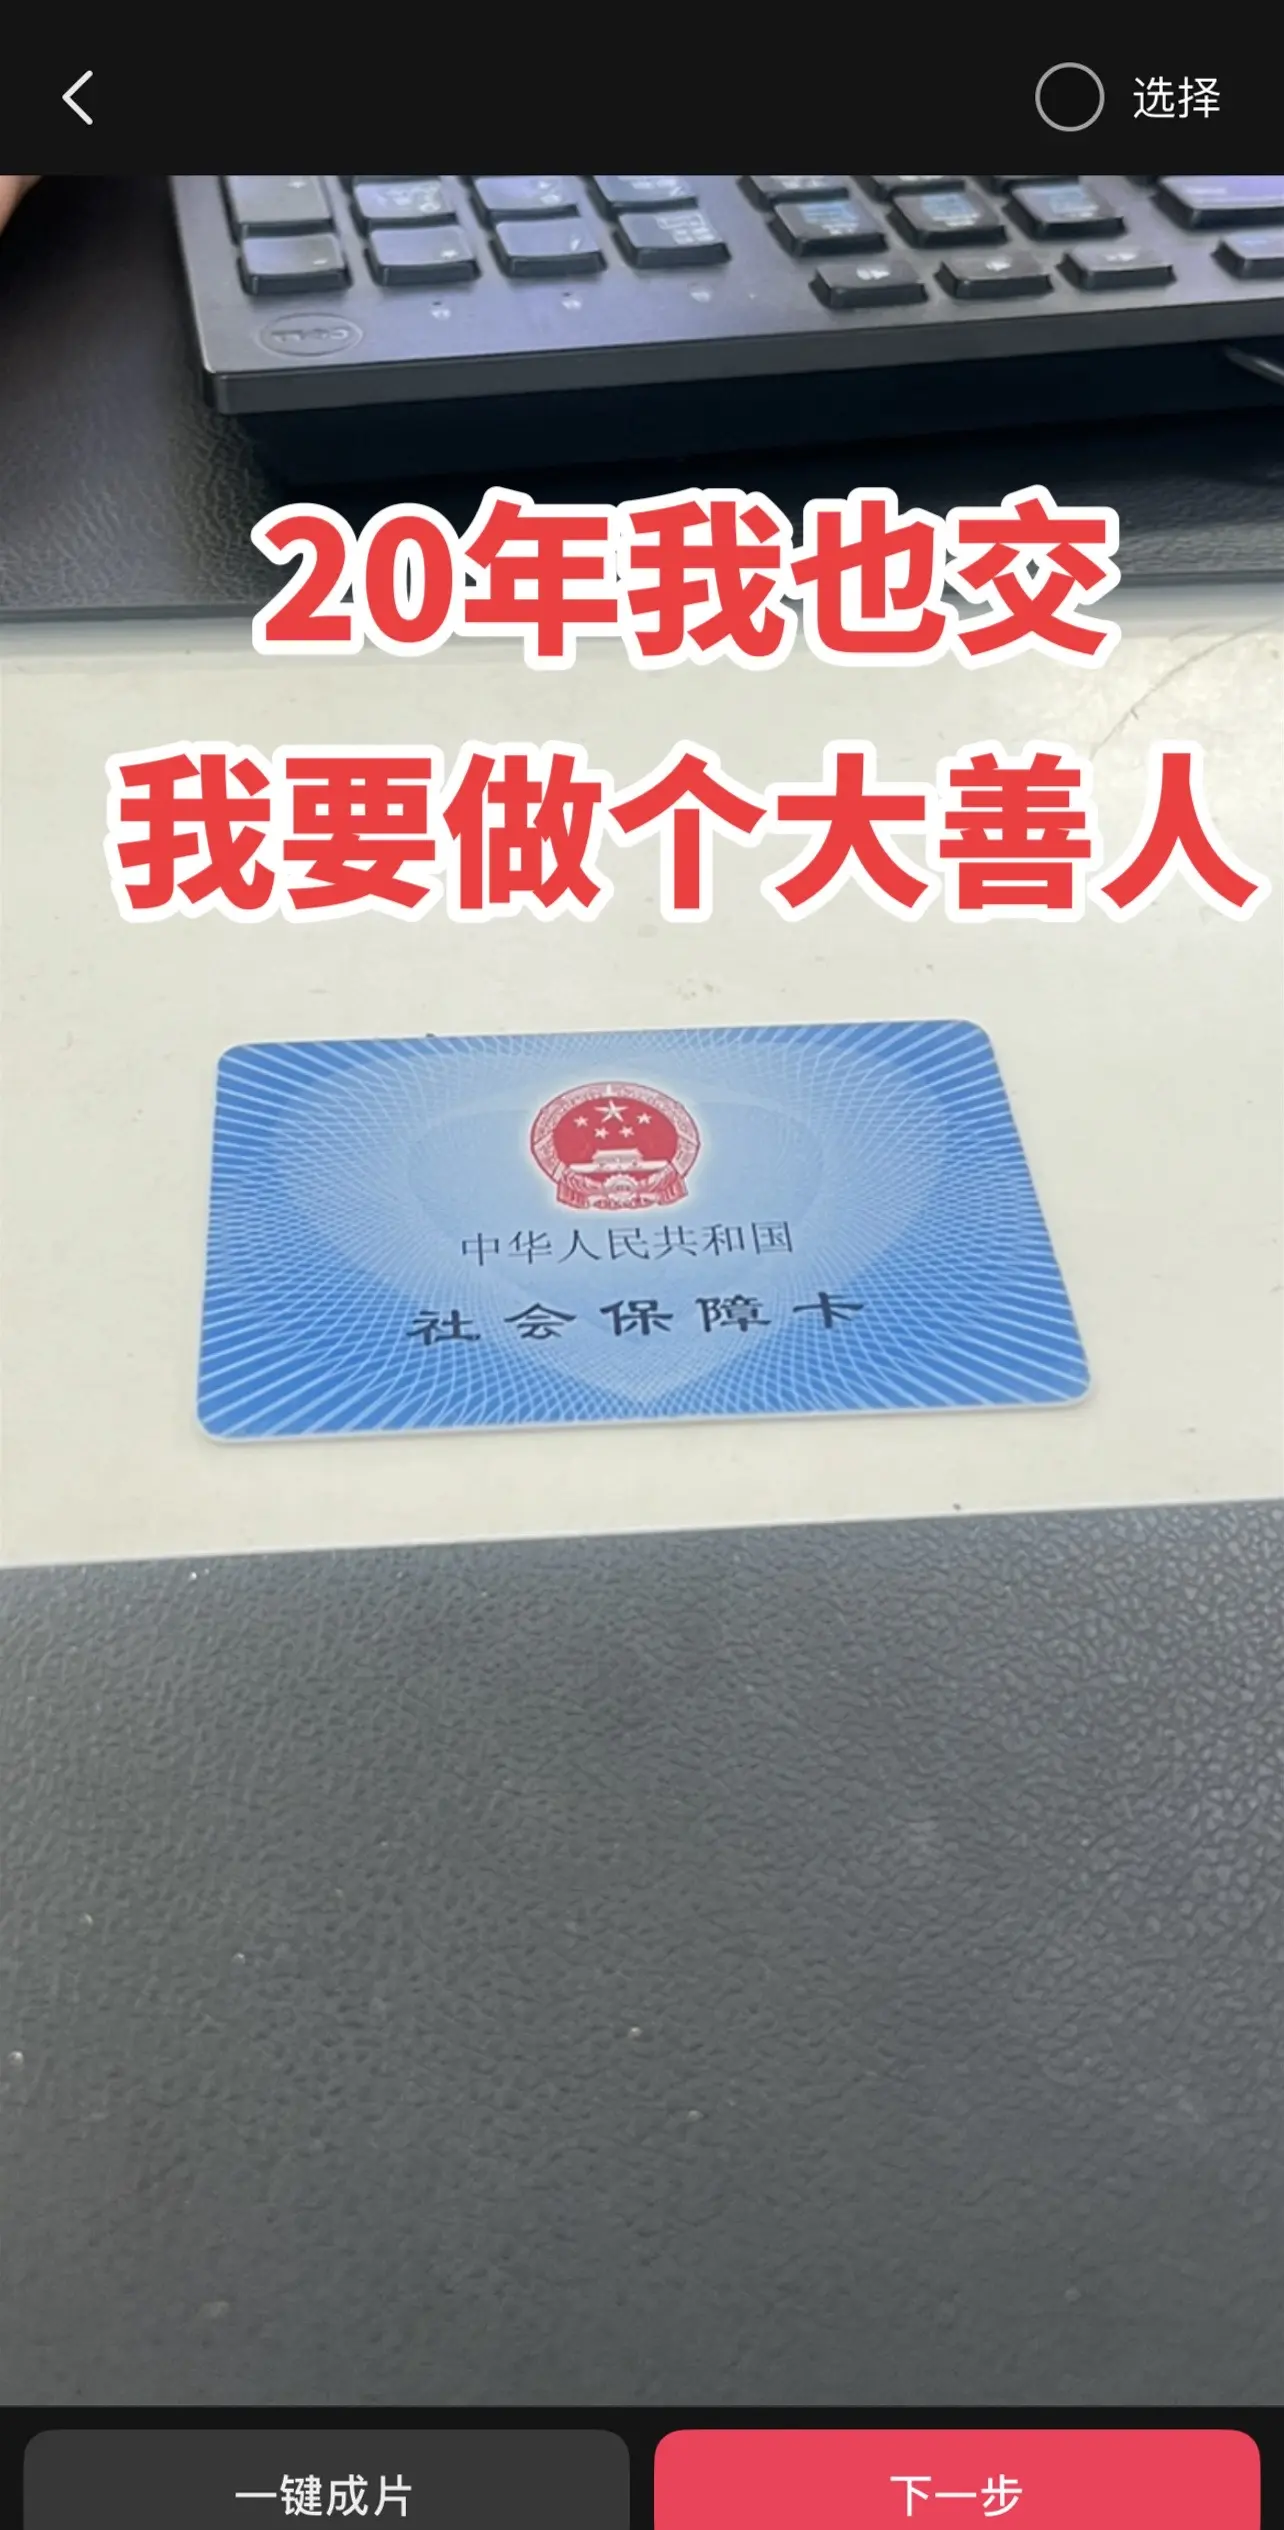 选择
DELL
20年我也交
我要做个大善人
中华人民共和国
社会保障卡
一键成片
下一步